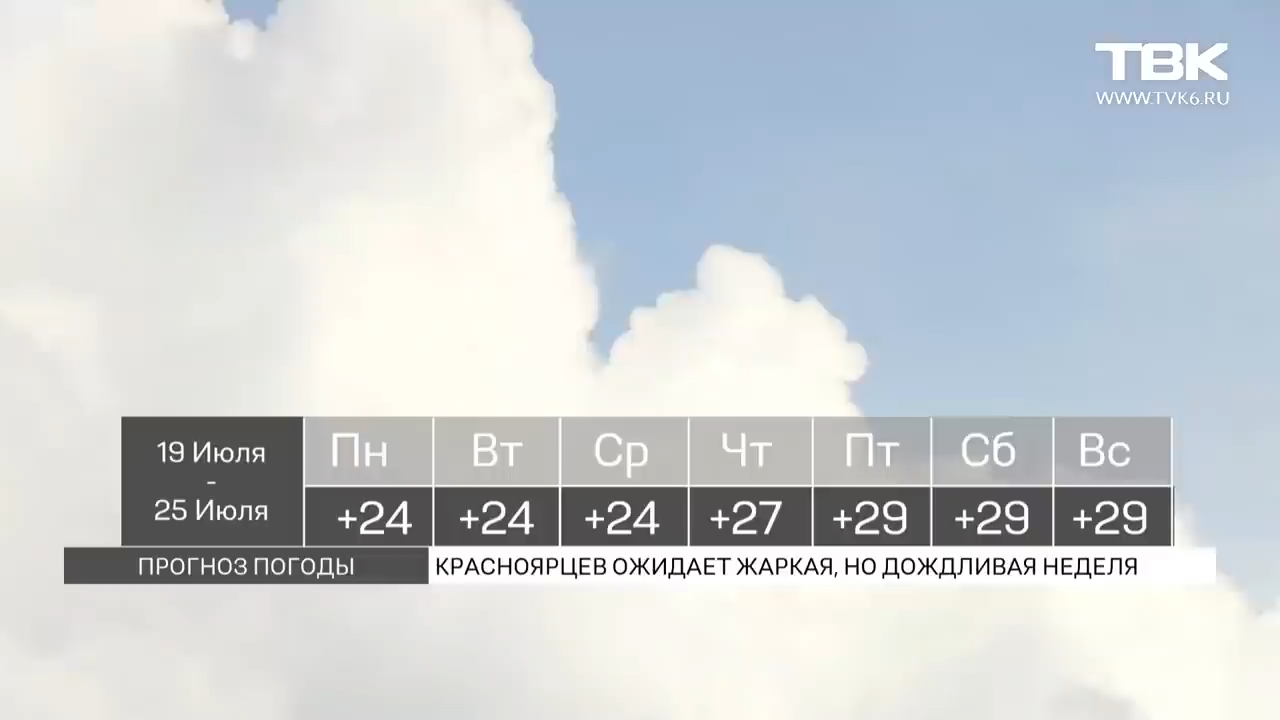 ТВК
WWW.TVK6.RU
19 Июля
-
25 Июля
Пн Вт Ср Чт Пт Сб Вс
+24 +24 +24 +27 +29 +29 +29
ПРОГНОЗ ПОГОДЫ
КРАСНОЯРЦЕВ ОЖИДАЕТ ЖАРКАЯ, НО ДОЖДЛИВАЯ НЕДЕЛЯ